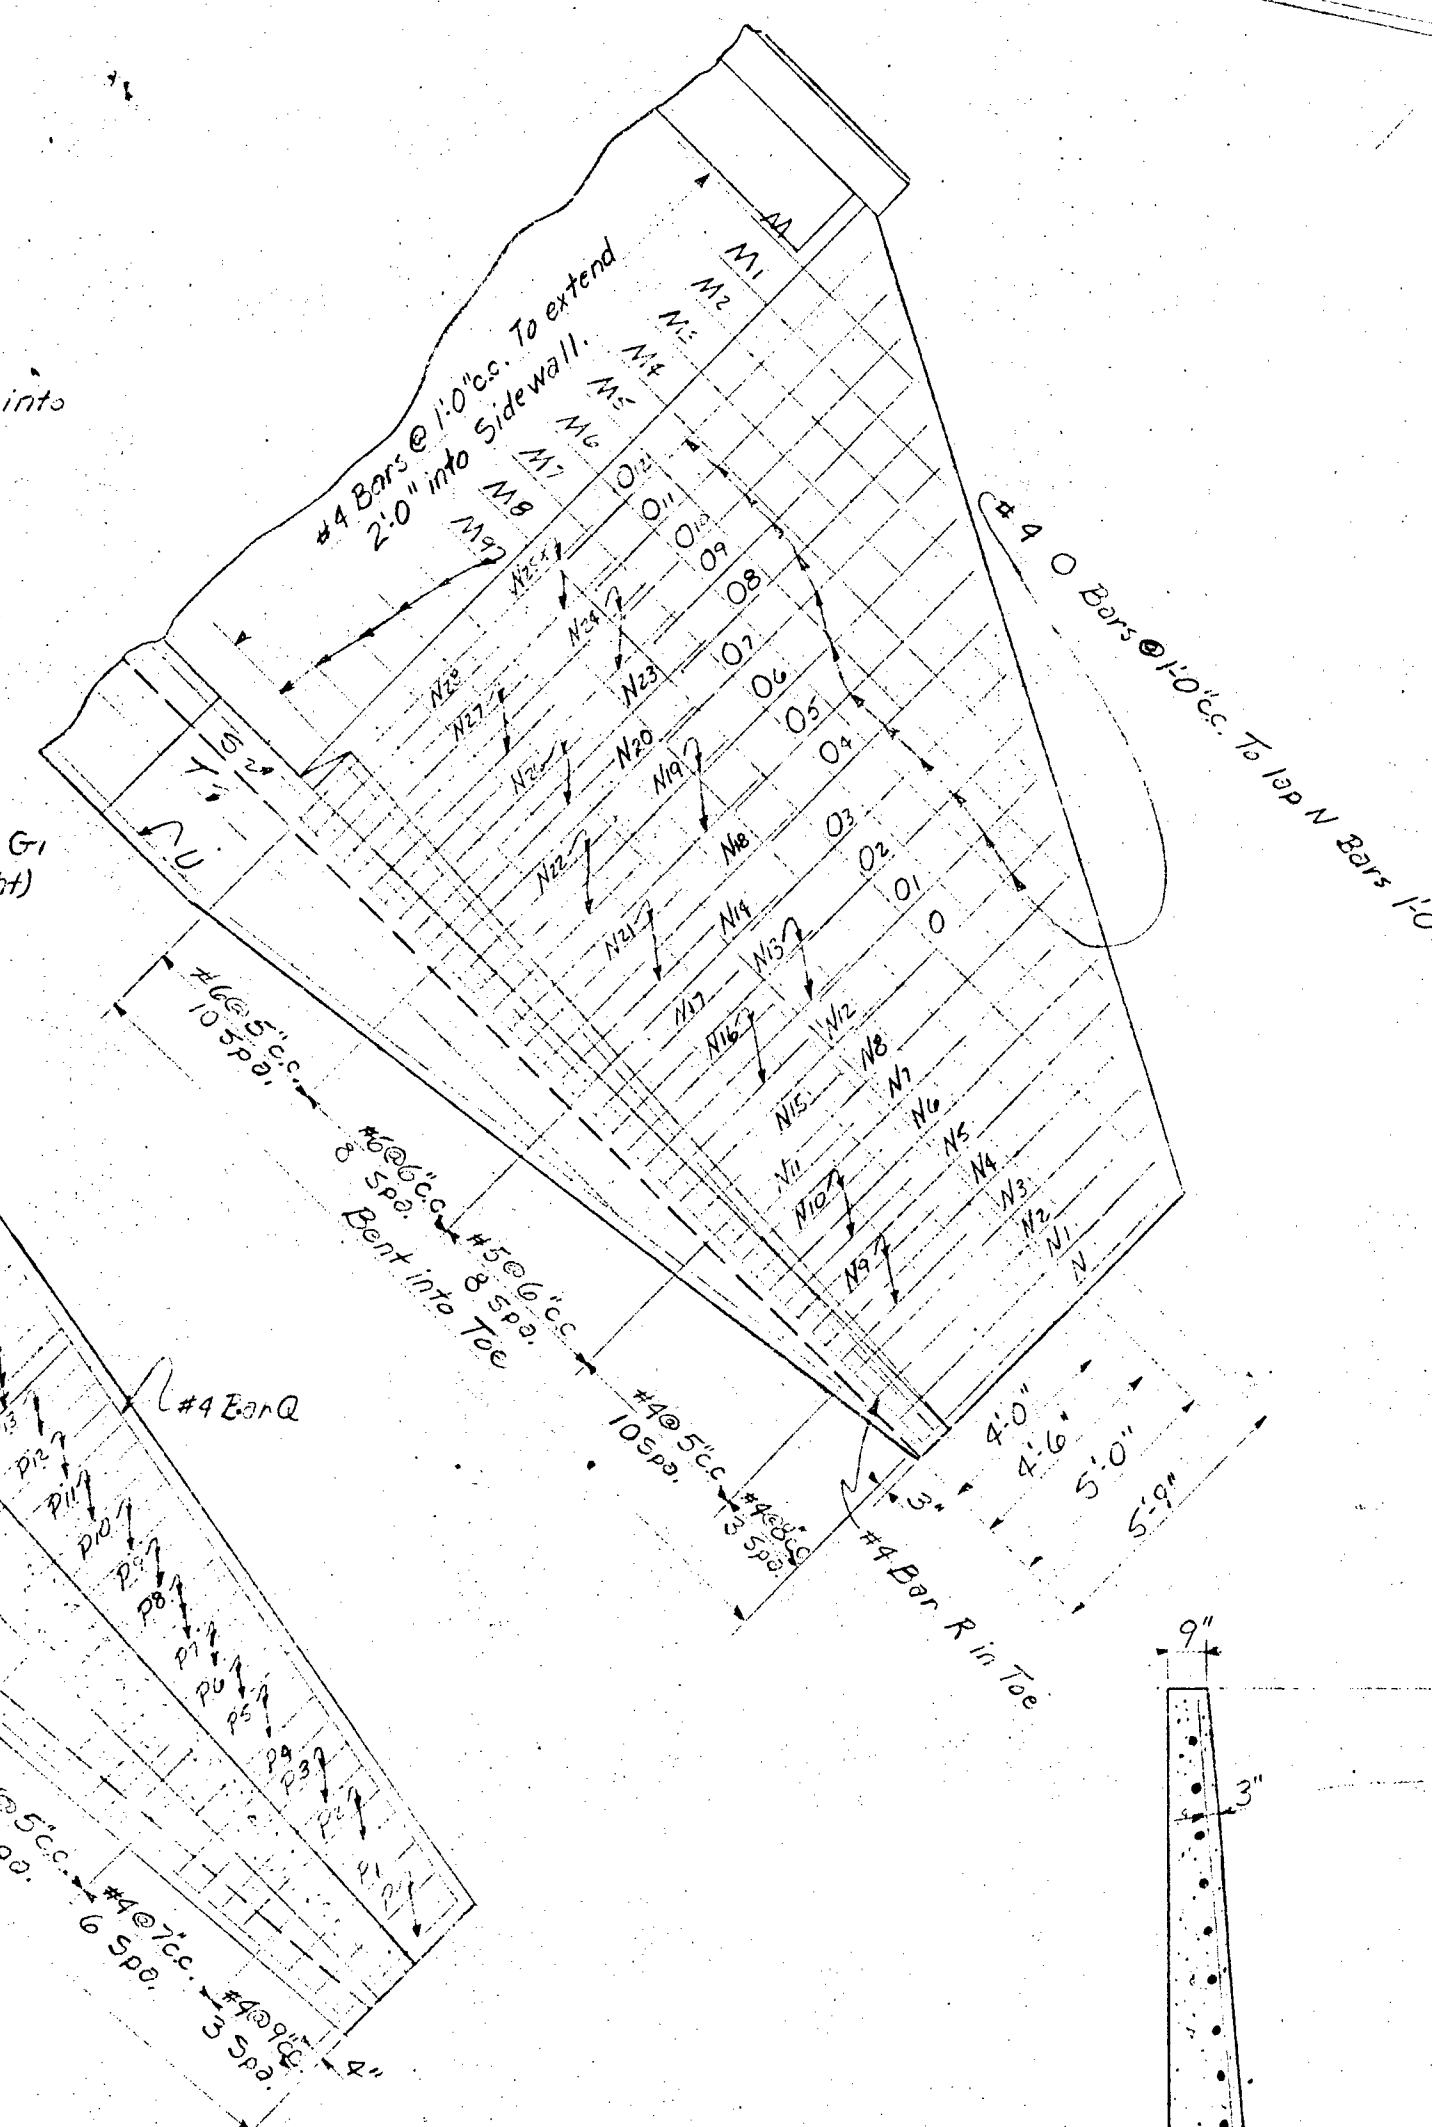 into
G1
#4 Bars @ 1'-0" c.c. To extend
2'-0" into Sidewall.
M
M1
M2
M3
M4
M5
M6
M7
M8
M9
O12
O11
O10
O9
O8
O7
O6
O5
O4
O3
O2
O1
O
#4 O Bars @ 1'-0" c.c. To lap N Bars 1'-0
N24
N23
N27
N20
N19
N22
N18
N21
N14
N13
N17
N16
N12
N8
N7
N15
N6
N5
N11
N4
N10
N3
N2
N9
N1
N
S
T
U
#6 @ 5" c.c.
10 Spa.
#6 @ 6" c.c.
8 Spa.
#5 @ 6" c.c.
8 Spa.
Bent into Toe
#4 @ 5" c.c.
10 Spa.
#4 @ 8" c.c.
3 Spa.
3"
4'-0"
4'-6"
5'-0"
5'-9"
#4 Bar R in Toe
#4 Bar Q
P12
P11
P10
P9
P8
P7
P6
P5
P4
P3
P2
P1
P
@ 5" c.c.
#4 @ 7" c.c.
6 Spa.
#4 @ 9" c.c.
3 Spa.
4"
9"
3"